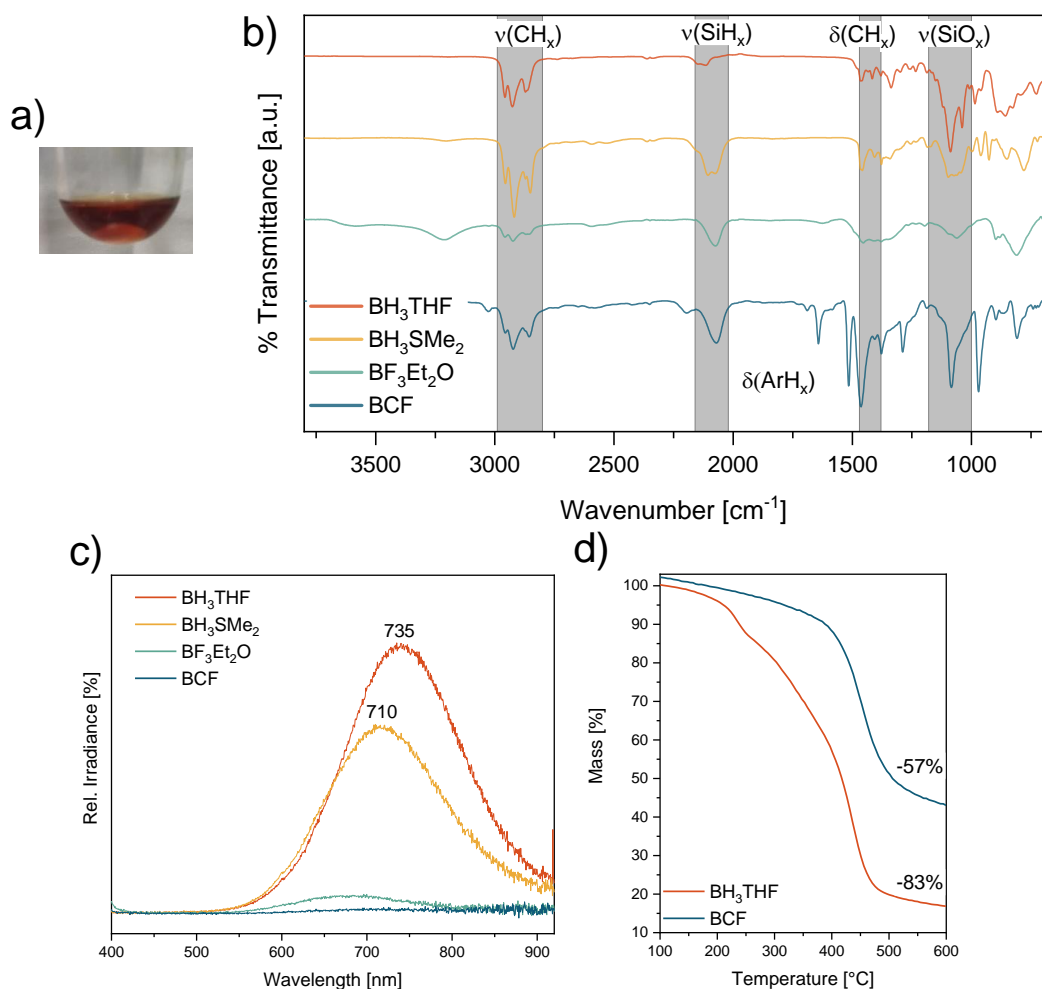 a)
b)
ν(CHₓ)
ν(SiHₓ)
δ(CHₓ)
ν(SiOₓ)
% Transmittance [a.u.]
BH₃THF
BH₃SMe₂
BF₃Et₂O
BCF
δ(ArHₓ)
3500
3000
2500
2000
1500
1000
Wavenumber [cm⁻¹]
c)
BH₃THF
BH₃SMe₂
BF₃Et₂O
BCF
735
710
Rel. Irradiance [%]
400
500
600
700
800
900
Wavelength [nm]
d)
100
90
80
70
60
50
40
30
20
10
Mass [%]
-57%
-83%
BH₃THF
BCF
100
200
300
400
500
600
Temperature [°C]